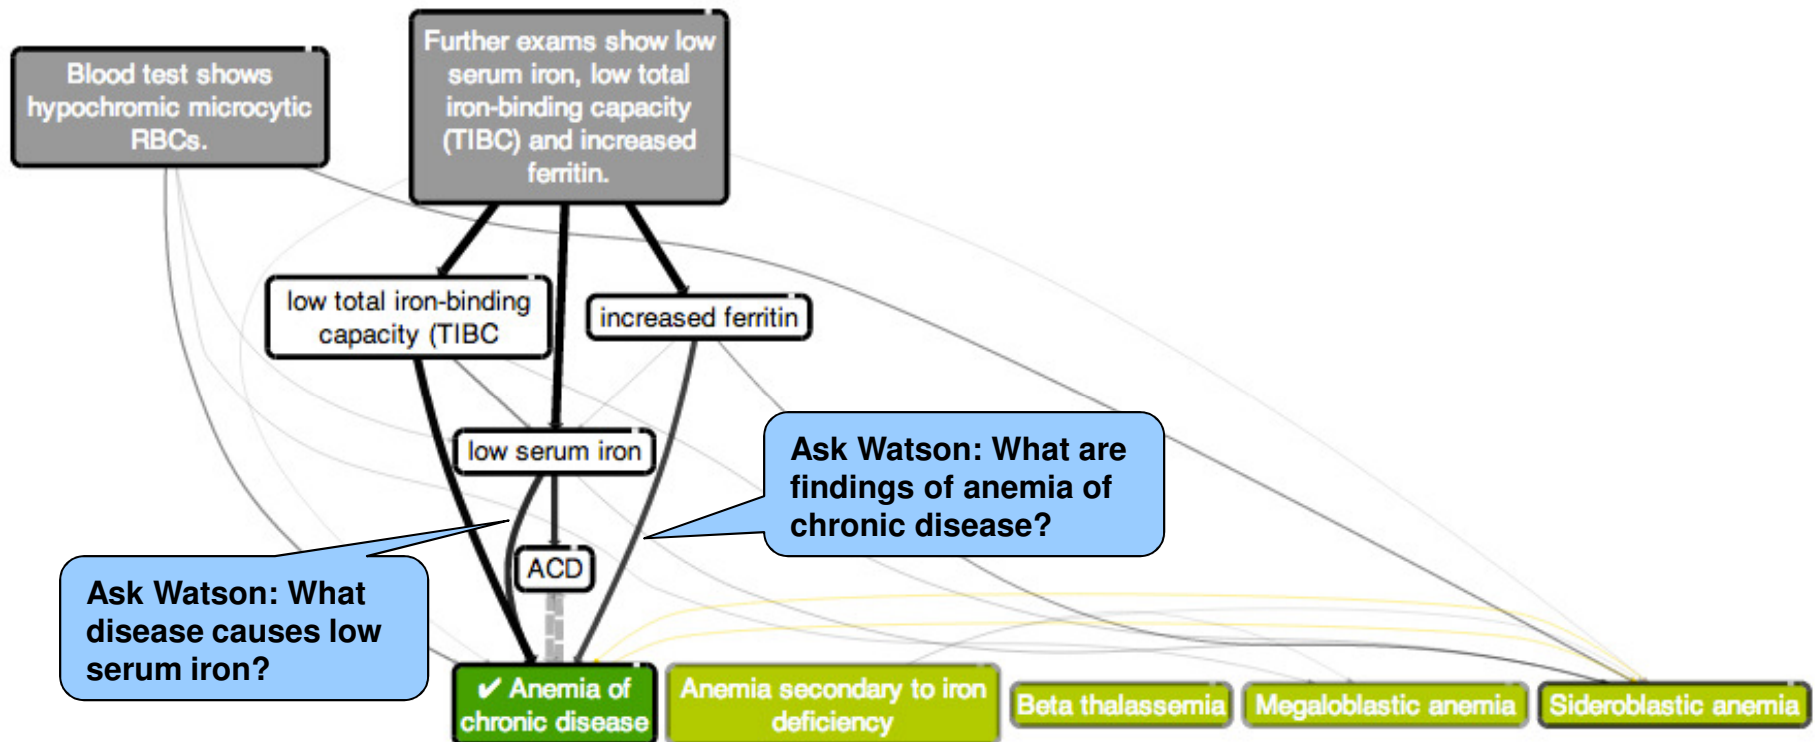 Blood test shows
hypochromic microcytic
RBCs.
Further exams show low
serum iron, low total
iron-binding capacity
(TIBC) and increased
ferritin.
low total iron-binding
capacity (TIBC
increased ferritin
low serum iron
ACD
Ask Watson: What are
findings of anemia of
chronic disease?
Ask Watson: What
disease causes low
serum iron?
✔ Anemia of
chronic disease
Anemia secondary to iron
deficiency
Beta thalassemia
Megaloblastic anemia
Sideroblastic anemia